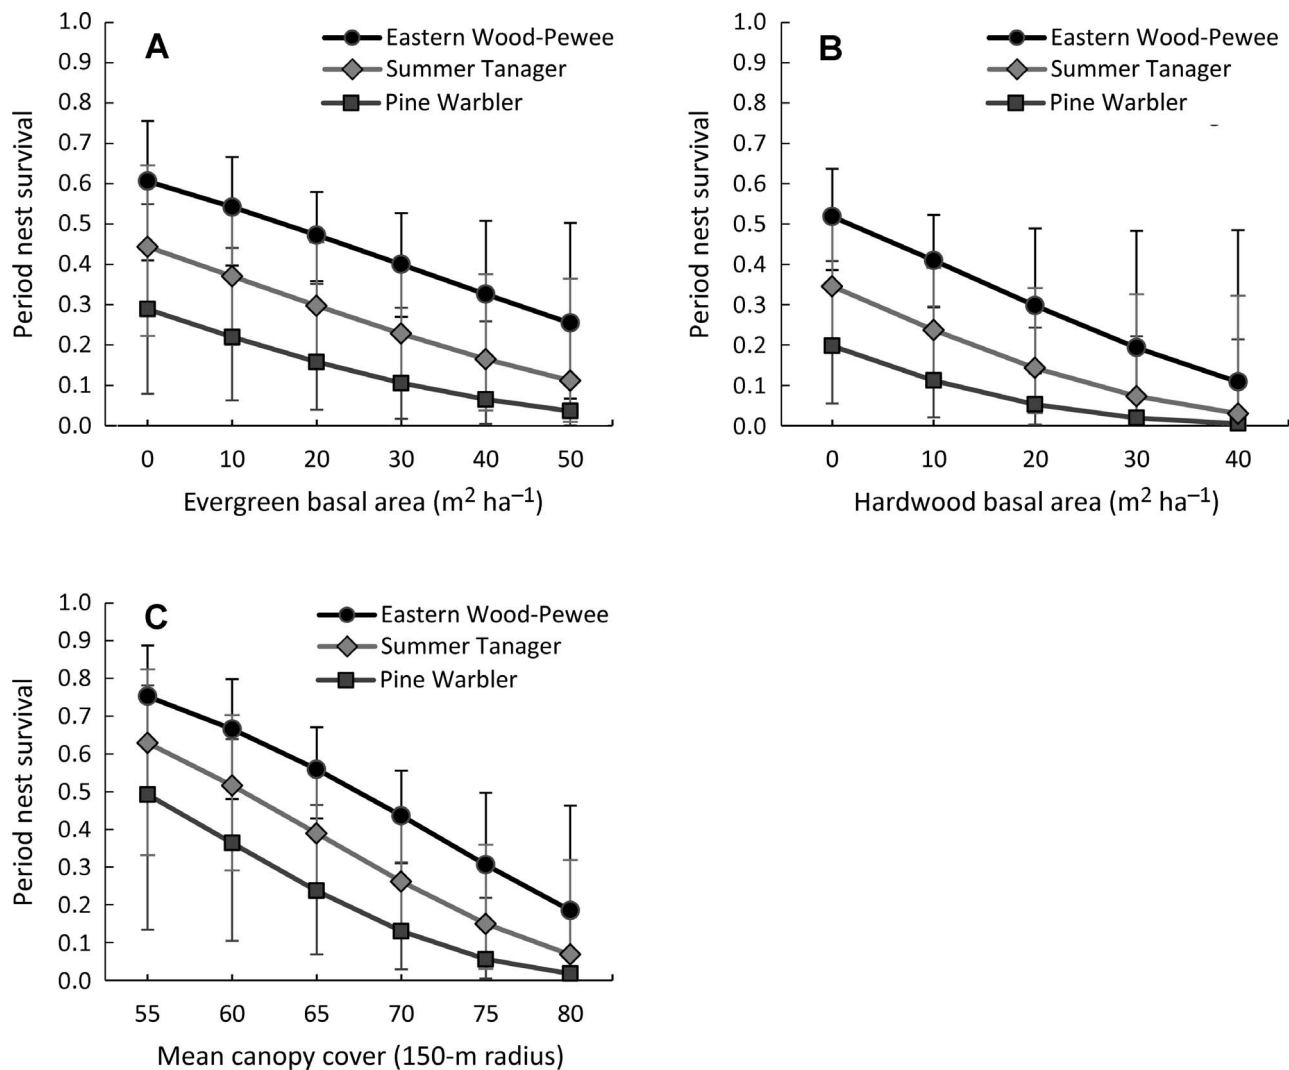 A
Eastern Wood-Pewee
Summer Tanager
Pine Warbler
Period nest survival
1.0
0.9
0.8
0.7
0.6
0.5
0.4
0.3
0.2
0.1
0.0
0 10 20 30 40 50
Evergreen basal area (m² ha⁻¹)
B
Eastern Wood-Pewee
Summer Tanager
Pine Warbler
Period nest survival
1.0
0.9
0.8
0.7
0.6
0.5
0.4
0.3
0.2
0.1
0.0
0 10 20 30 40
Hardwood basal area (m² ha⁻¹)
C
Eastern Wood-Pewee
Summer Tanager
Pine Warbler
Period nest survival
1.0
0.9
0.8
0.7
0.6
0.5
0.4
0.3
0.2
0.1
0.0
55 60 65 70 75 80
Mean canopy cover (150-m radius)